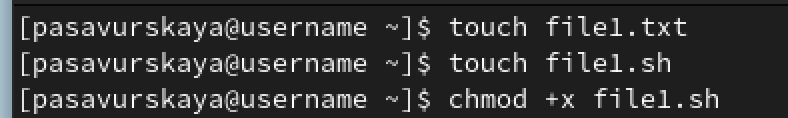 [pasavurskaya@username ~]$ touch file1.txt
[pasavurskaya@username ~]$ touch file1.sh
[pasavurskaya@username ~]$ chmod +x file1.sh